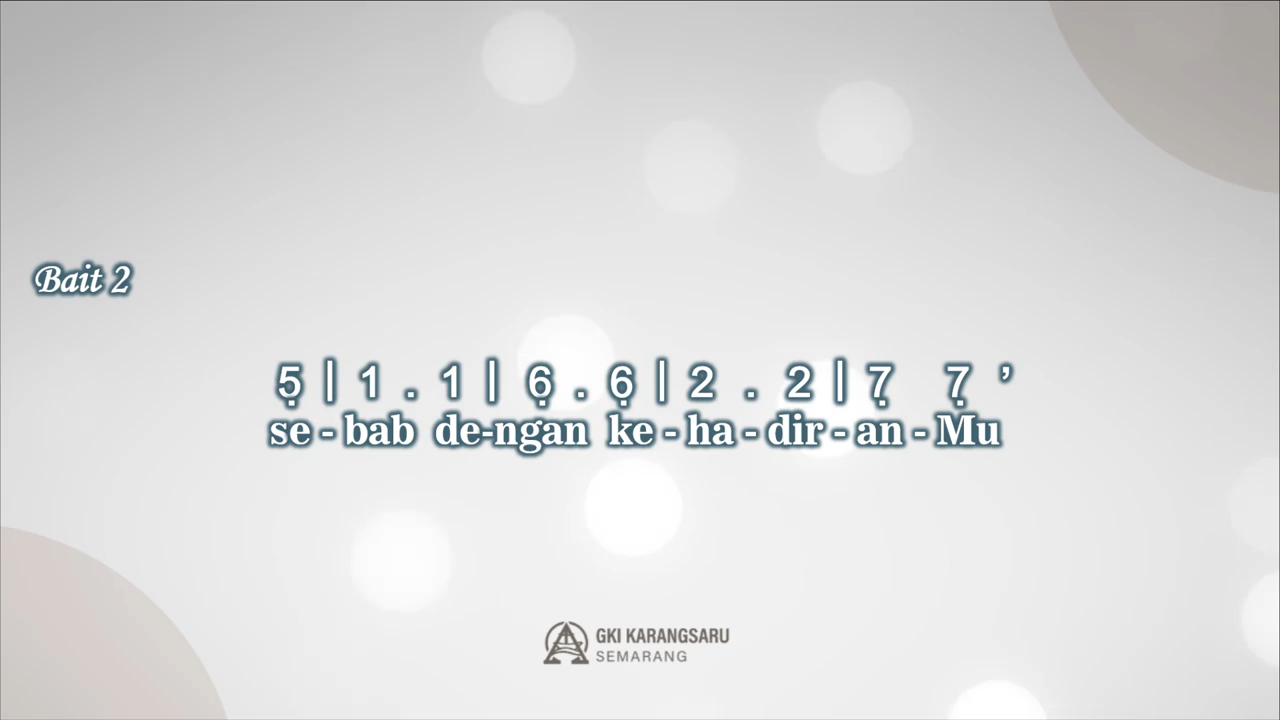 Bait 2
5̣ | 1 . 1 | 6̣ . 6̣ | 2 . 2 | 7̣ 7̣ ’
se - bab de-ngan ke - ha - dir - an - Mu
GKI KARANGSARU
SEMARANG